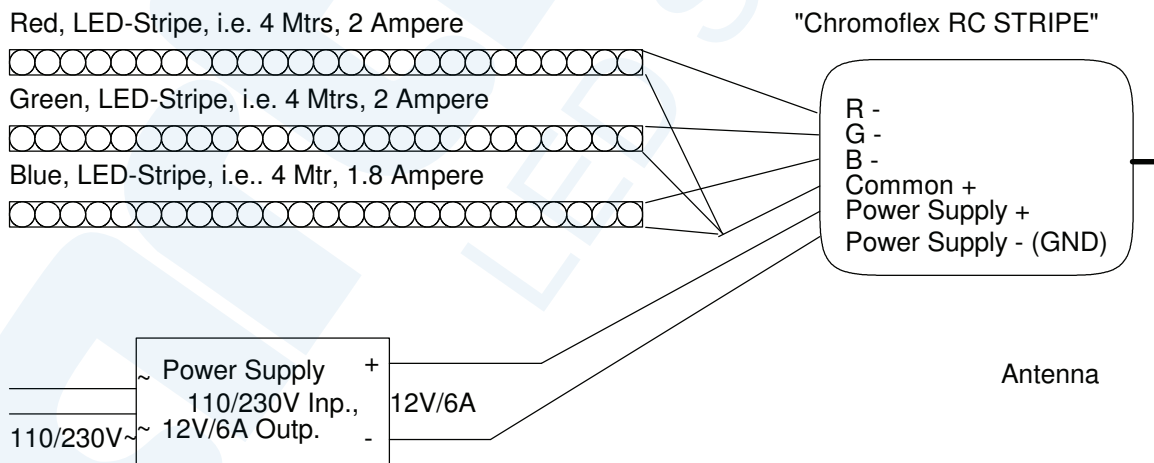 Red, LED-Stripe, i.e. 4 Mtrs, 2 Ampere
"Chromoflex RC STRIPE"
Green, LED-Stripe, i.e. 4 Mtrs, 2 Ampere
Blue, LED-Stripe, i.e.. 4 Mtr, 1.8 Ampere
R -
G -
B -
Common +
Power Supply +
Power Supply - (GND)
~ Power Supply +
110/230V Inp., 12V/6A
110/230V~ ~ 12V/6A Outp. -
Antenna
LED S